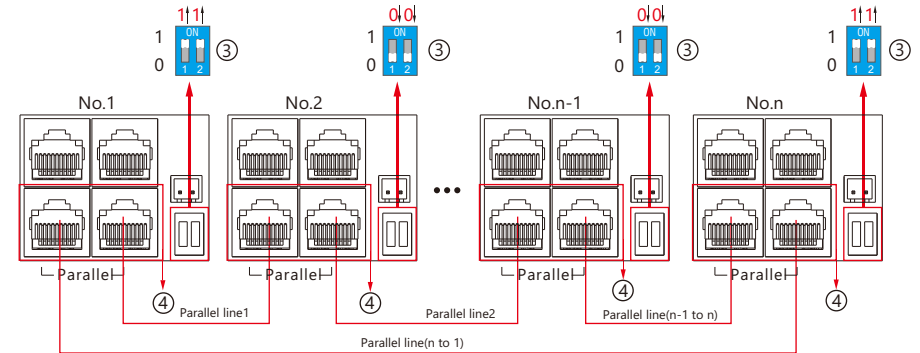 1↑1↑ 0↓0↓ 0↓0↓ 1↑1↑
1 ON ③ 1 ON ③ 1 ON ③ 1 ON ③
0 1 2 0 1 2 0 1 2 0 1 2
No.1 No.2 No.n-1 No.n
•••
Parallel Parallel Parallel Parallel
④ ④ ④ ④
Parallel line1 Parallel line2 Parallel line(n-1 to n)
Parallel line(n to 1)